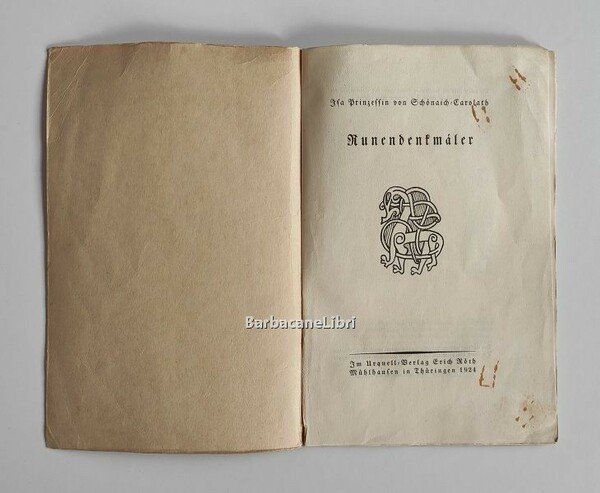 Isa Prinzessin von Schönaich-Carolath
Runendenkmäler
BarbacaneLibri
Im Urquell-Verlag Erich Röth
Mühlhausen in Thüringen 1924